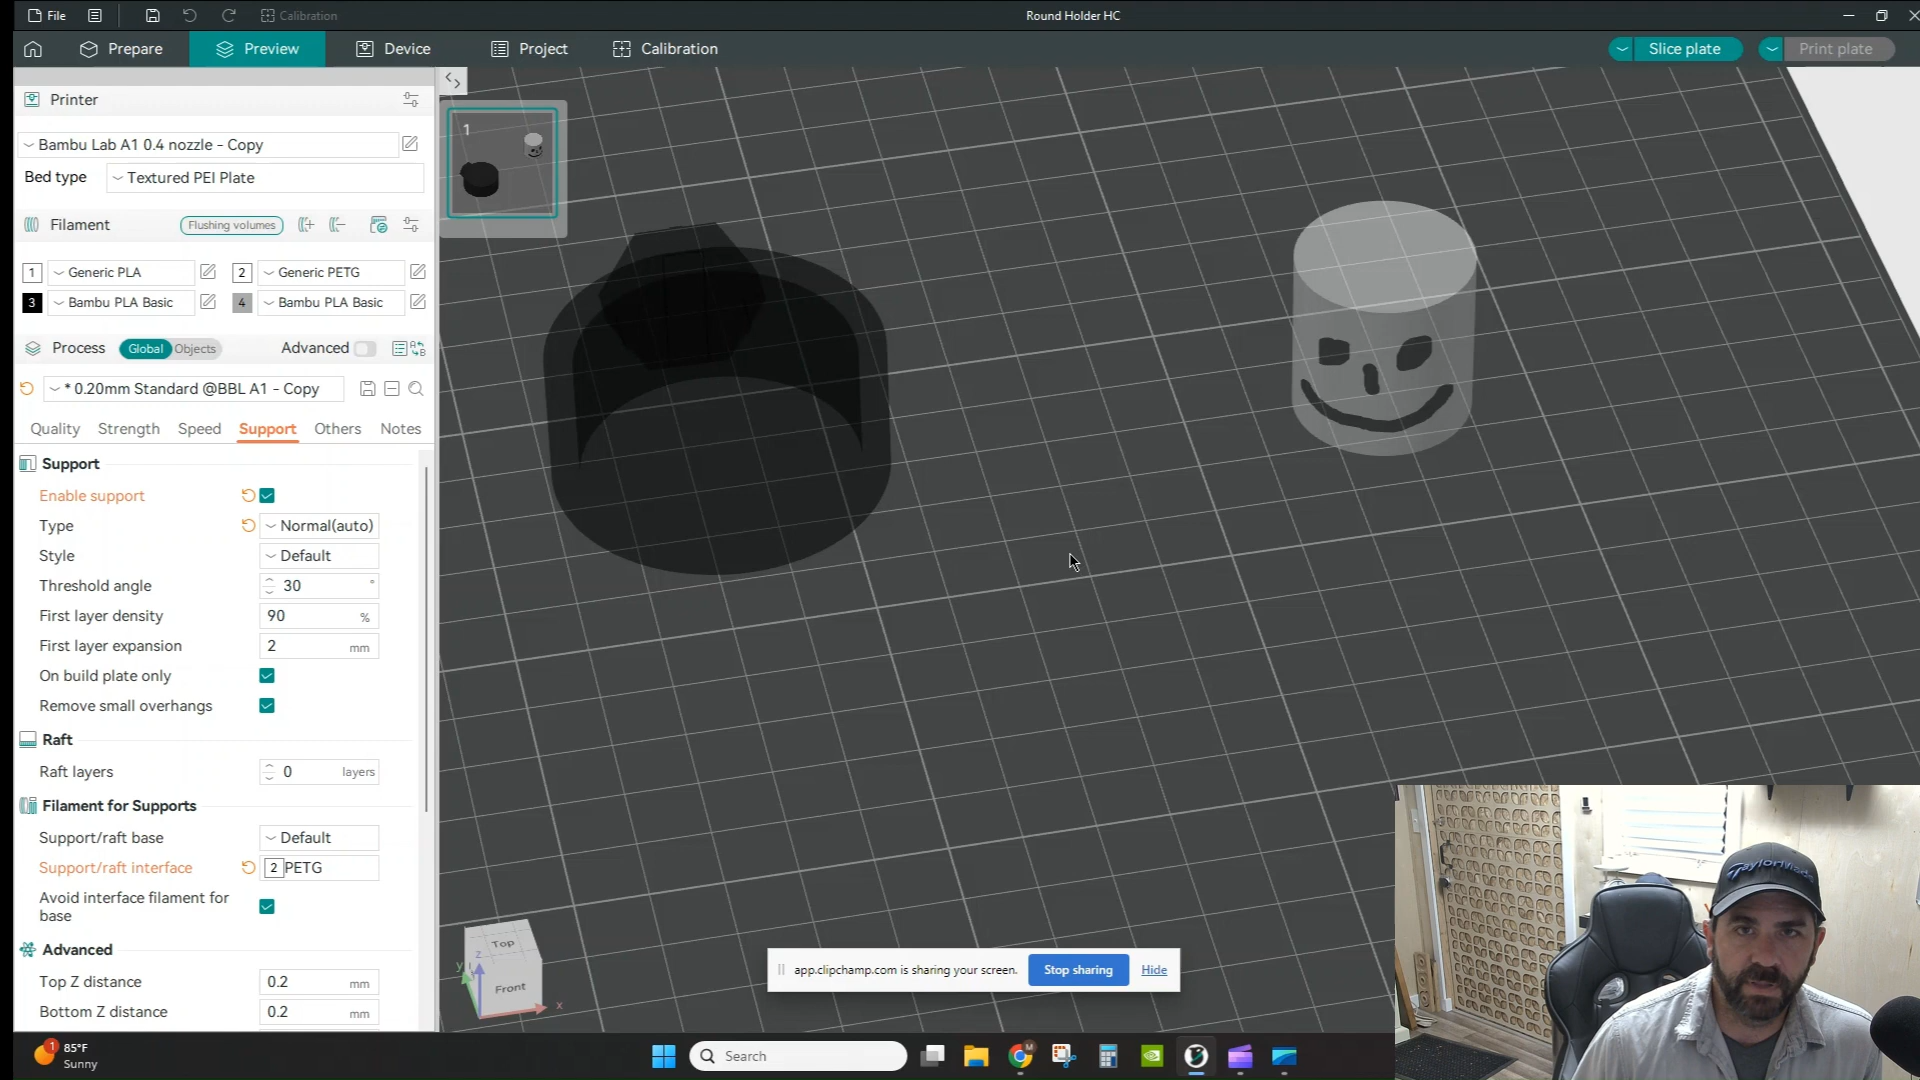 File
Calibration
Round Holder HC
Prepare
Preview
Device
Project
Calibration
Slice plate
Print plate
Printer
Bambu Lab A1 0.4 nozzle - Copy
Bed type
Textured PEI Plate
Filament
Flushing volumes
1
Generic PLA
2
Generic PETG
3
Bambu PLA Basic
4
Bambu PLA Basic
Process
Global
Objects
Advanced
* 0.20mm Standard @BBL A1 - Copy
Quality
Strength
Speed
Support
Others
Notes
Support
Enable support
Type
Normal(auto)
Style
Default
Threshold angle
30 °
First layer density
90 %
First layer expansion
2 mm
On build plate only
Remove small overhangs
Raft
Raft layers
0 layers
Filament for Supports
Support/raft base
Default
Support/raft interface
2 PETG
Avoid interface filament for
base
Advanced
Top Z distance
0.2 mm
Bottom Z distance
0.2 mm
1
Top
Front
z
y
x
app.clipchamp.com is sharing your screen.
Stop sharing
Hide
TaylorMade
1
85°F
Sunny
Search
M